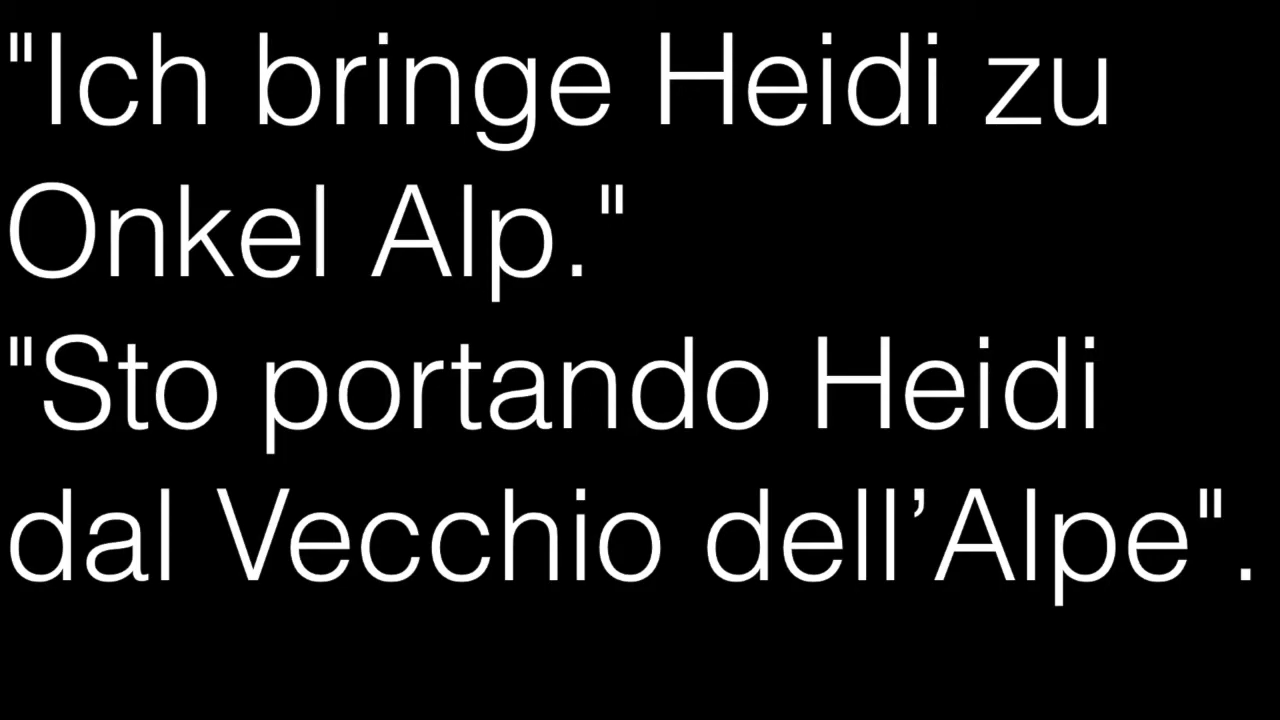 "Ich bringe Heidi zu
Onkel Alp."
"Sto portando Heidi
dal Vecchio dell’Alpe".